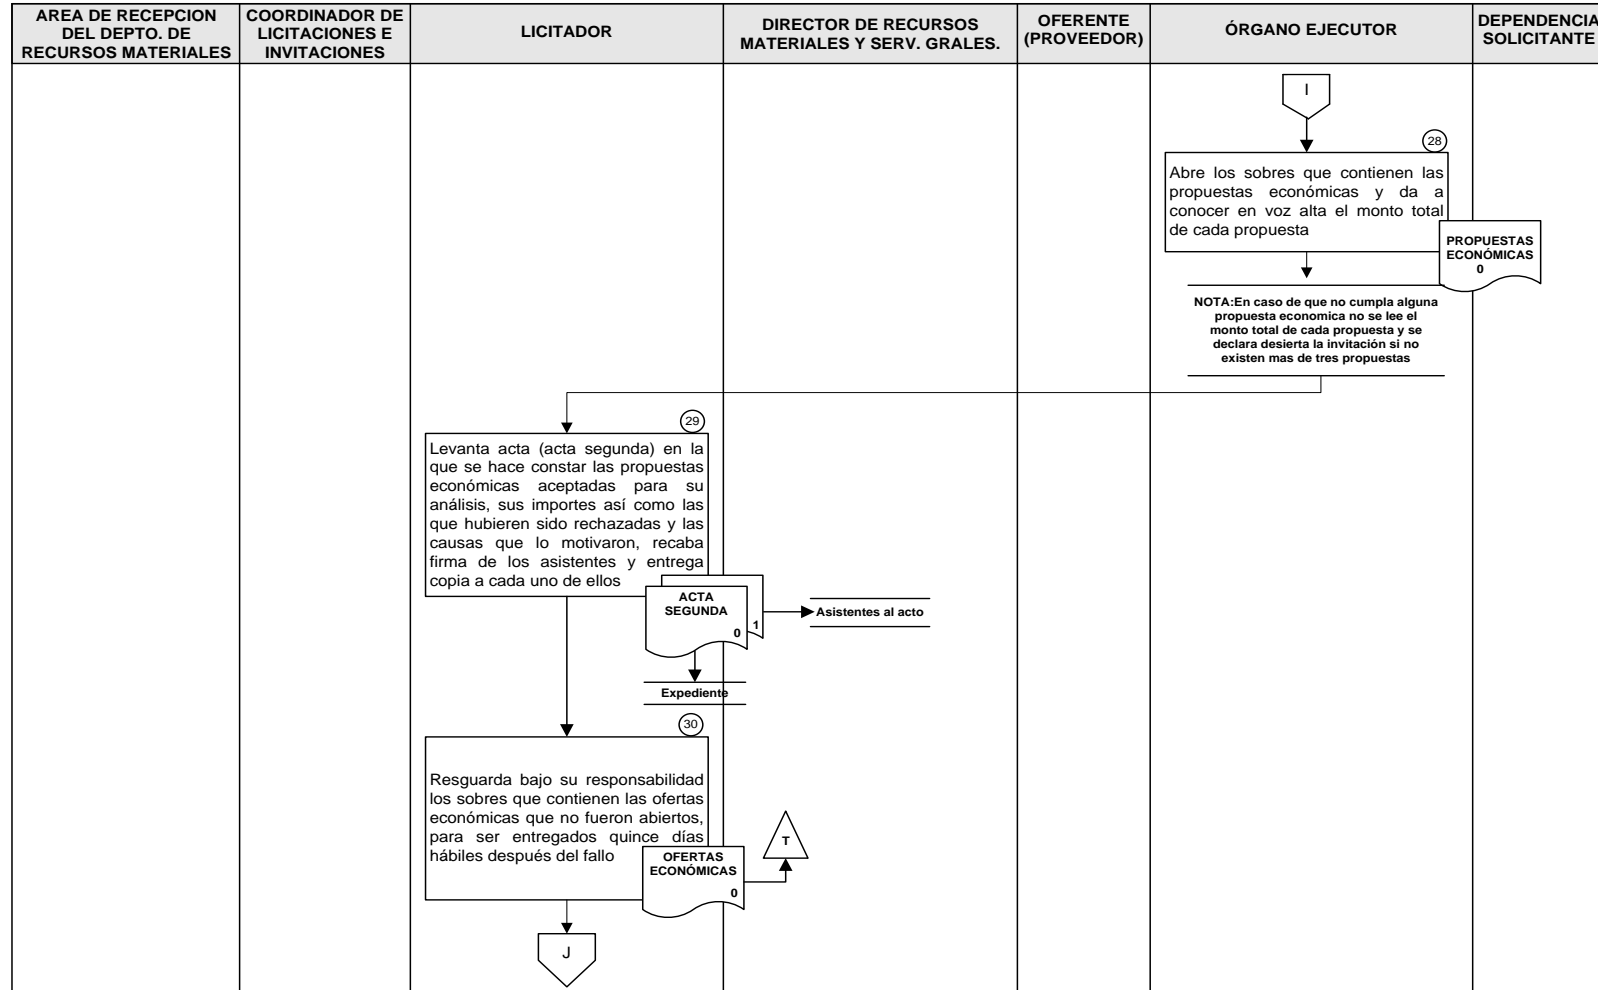 AREA DE RECEPCION
DEL DEPTO. DE
RECURSOS MATERIALES
COORDINADOR DE
LICITACIONES E
INVITACIONES
LICITADOR
DIRECTOR DE RECURSOS
MATERIALES Y SERV. GRALES.
OFERENTE
(PROVEEDOR)
ÓRGANO EJECUTOR
DEPENDENCIA
SOLICITANTE
I
28
Abre los sobres que contienen las
propuestas económicas y da a
conocer en voz alta el monto total
de cada propuesta
PROPUESTAS
ECONÓMICAS
0
NOTA:En caso de que no cumpla alguna
propuesta economica no se lee el
monto total de cada propuesta y se
declara desierta la invitación si no
existen mas de tres propuestas
29
Levanta acta (acta segunda) en la
que se hace constar las propuestas
económicas aceptadas para su
análisis, sus importes así como las
que hubieren sido rechazadas y las
causas que lo motivaron, recaba
firma de los asistentes y entrega
copia a cada uno de ellos
ACTA
SEGUNDA
0
1
Asistentes al acto
Expediente
30
Resguarda bajo su responsabilidad
los sobres que contienen las ofertas
económicas que no fueron abiertos,
para ser entregados quince días
hábiles después del fallo
OFERTAS
ECONÓMICAS
0
T
J